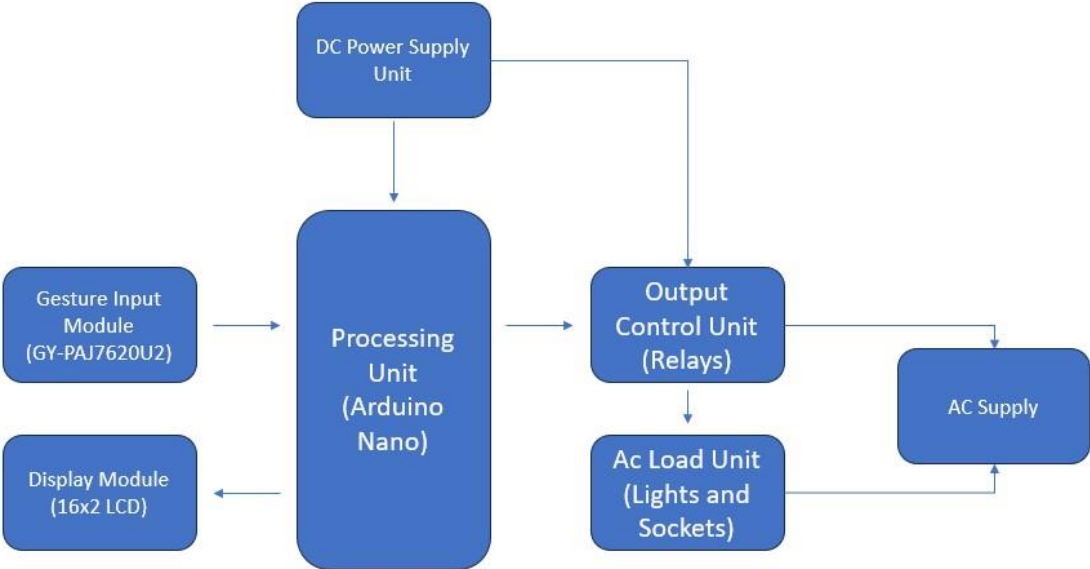 DC Power Supply
Unit
Gesture Input
Module
(GY-PAJ7620U2)
Processing
Unit
(Arduino
Nano)
Output
Control Unit
(Relays)
AC Supply
Display Module
(16x2 LCD)
Ac Load Unit
(Lights and
Sockets)